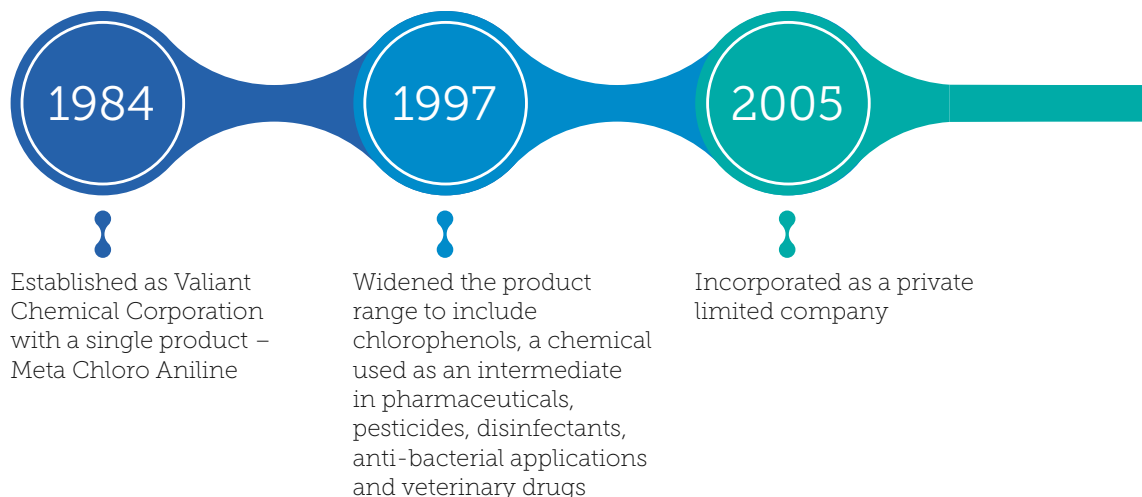 1984
1997
2005
Established as Valiant
Chemical Corporation
with a single product –
Meta Chloro Aniline
Widened the product
range to include
chlorophenols, a chemical
used as an intermediate
in pharmaceuticals,
pesticides, disinfectants,
anti-bacterial applications
and veterinary drugs
Incorporated as a private
limited company